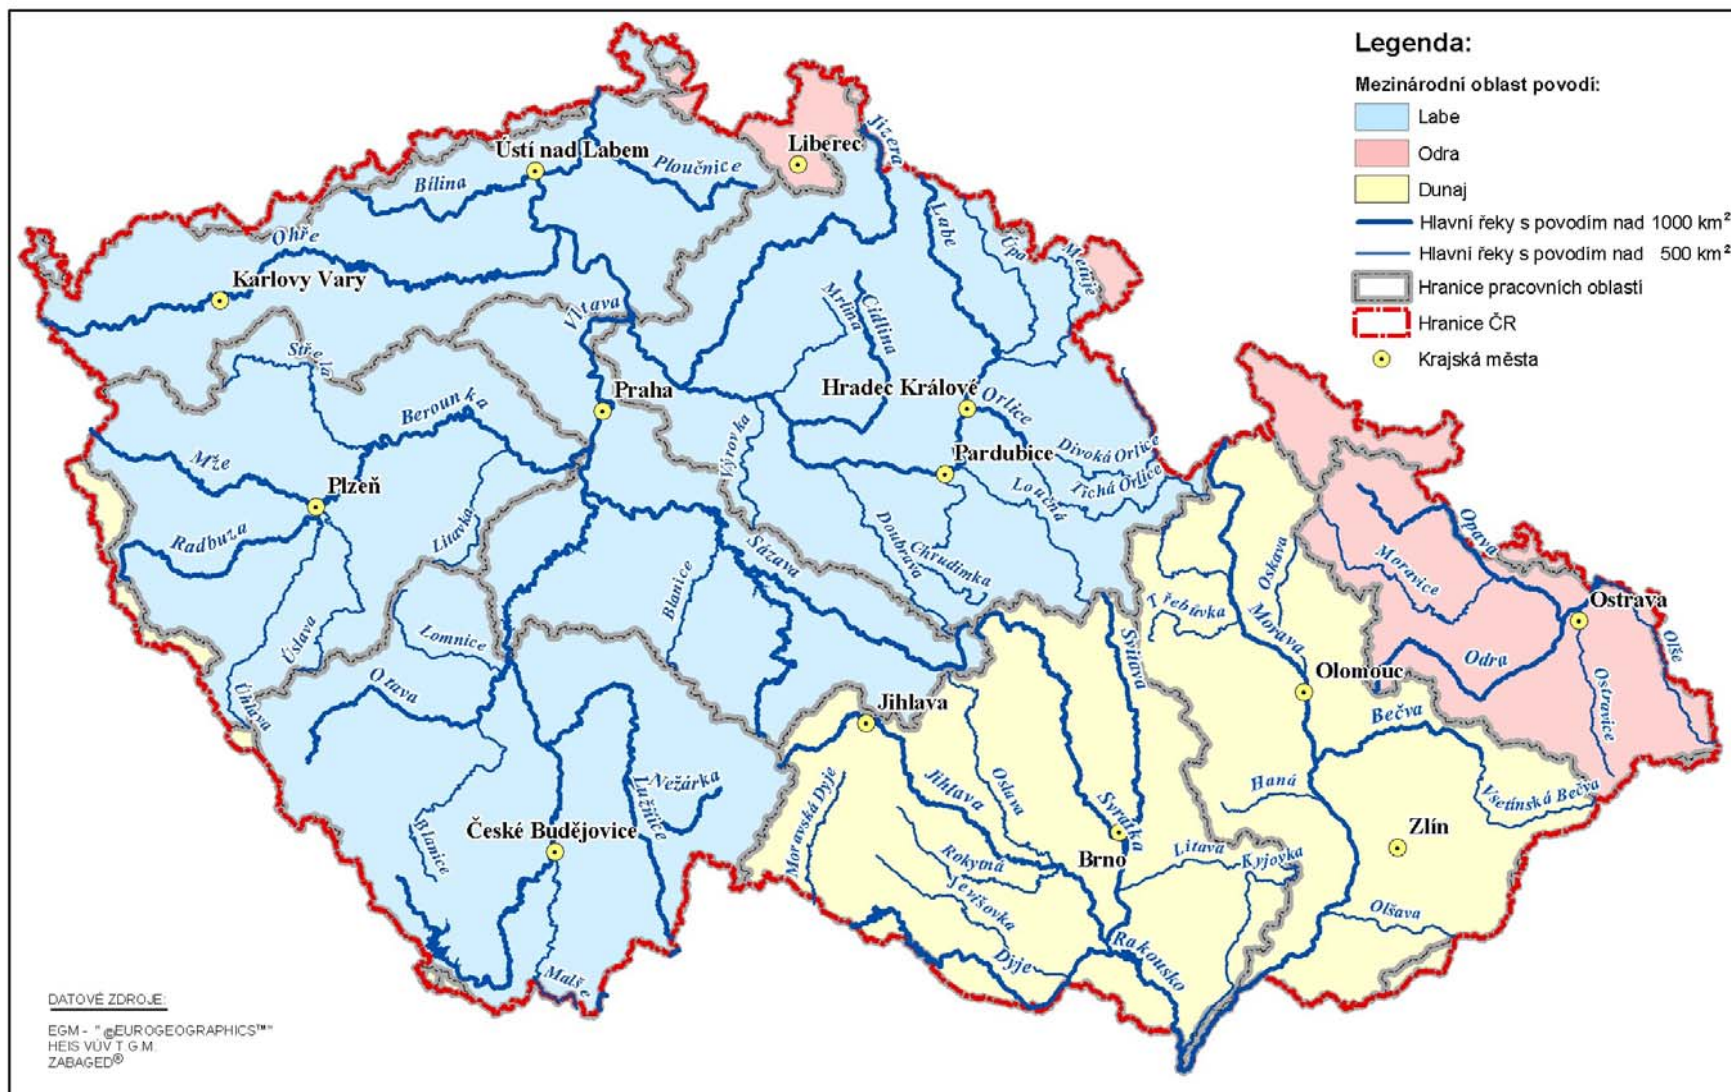 Legenda:
Mezinárodní oblast povodí:
Labe
Odra
Dunaj
Hlavní řeky s povodím nad 1000 km²
Hlavní řeky s povodím nad 500 km²
Hranice pracovních oblastí
Hranice ČR
Krajská města
Jizera
Liberec
Ústí nad Labem
Ploučnice
Bílina
Labe
Úpa
Metuje
Ohře
Karlovy Vary
Vltava
Mrlina
Cidlina
Střela
Praha
Hradec Králové
Orlice
Berounka
Výrovka
Divoká Orlice
Pardubice
Tichá Orlice
Mže
Plzeň
Loučná
Radbuza
Litavka
Sázava
Doubrava
Chrudimka
Opava
Moravice
Oskava
Ostrava
Blanice
Třebůvka
Morava
Svitava
Úslava
Lomnice
Odra
Olše
Olomouc
Otava
Úhlava
Jihlava
Bečva
Ostravice
Nežárka
Lužnice
Moravská Dyje
Jihlava
Oslava
Haná
Vsetínská Bečva
Svratka
Blanice
České Budějovice
Zlín
Brno
Litava
Kyjovka
Rokytná
Jevišovka
Olšava
Malše
Dyje
Rakousko
DATOVÉ ZDROJE:
EGM - "©EUROGEOGRAPHICS™"
HEIS VÚV T.G.M.
ZABAGED®